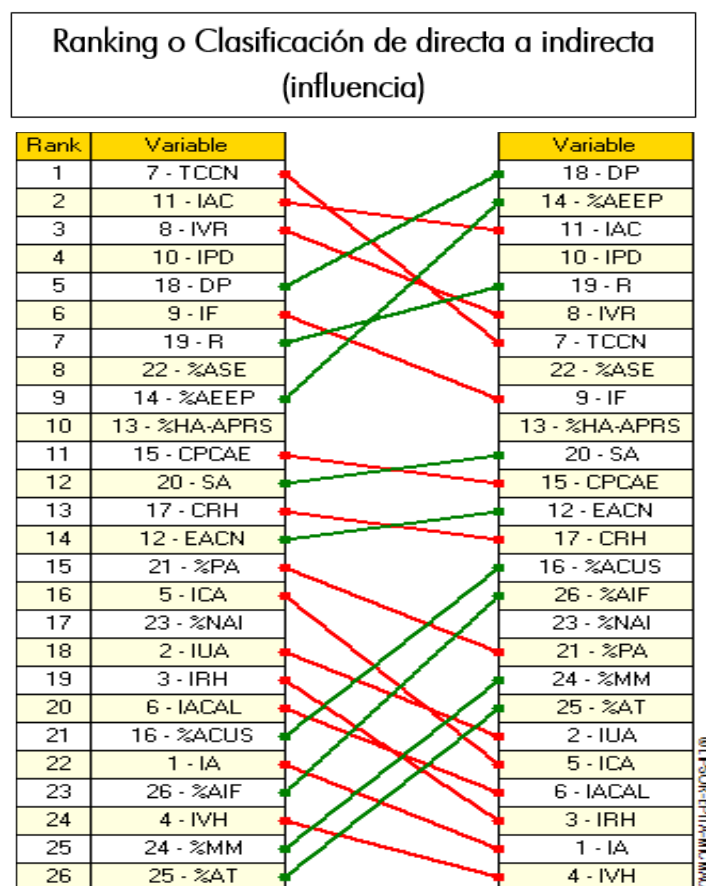 Ranking o Clasificación de directa a indirecta
(influencia)
Rank Variable Variable
1 7 - TCCN 18 - DP
2 11 - IAC 14 - %AEEP
3 8 - IVR 11 - IAC
4 10 - IPD 10 - IPD
5 18 - DP 19 - R
6 9 - IF 8 - IVR
7 19 - R 7 - TCCN
8 22 - %ASE 22 - %ASE
9 14 - %AEEP 9 - IF
10 13 - %HA-APRS 13 - %HA-APRS
11 15 - CPCAE 20 - SA
12 20 - SA 15 - CPCAE
13 17 - CRH 12 - EACN
14 12 - EACN 17 - CRH
15 21 - %PA 16 - %ACUS
16 5 - ICA 26 - %AIF
17 23 - %NAI 23 - %NAI
18 2 - IUA 21 - %PA
19 3 - IRH 24 - %MM
20 6 - IACAL 25 - %AT
21 16 - %ACUS 2 - IUA
22 1 - IA 5 - ICA
23 26 - %AIF 6 - IACAL
24 4 - IVH 3 - IRH
25 24 - %MM 1 - IA
26 25 - %AT 4 - IVH